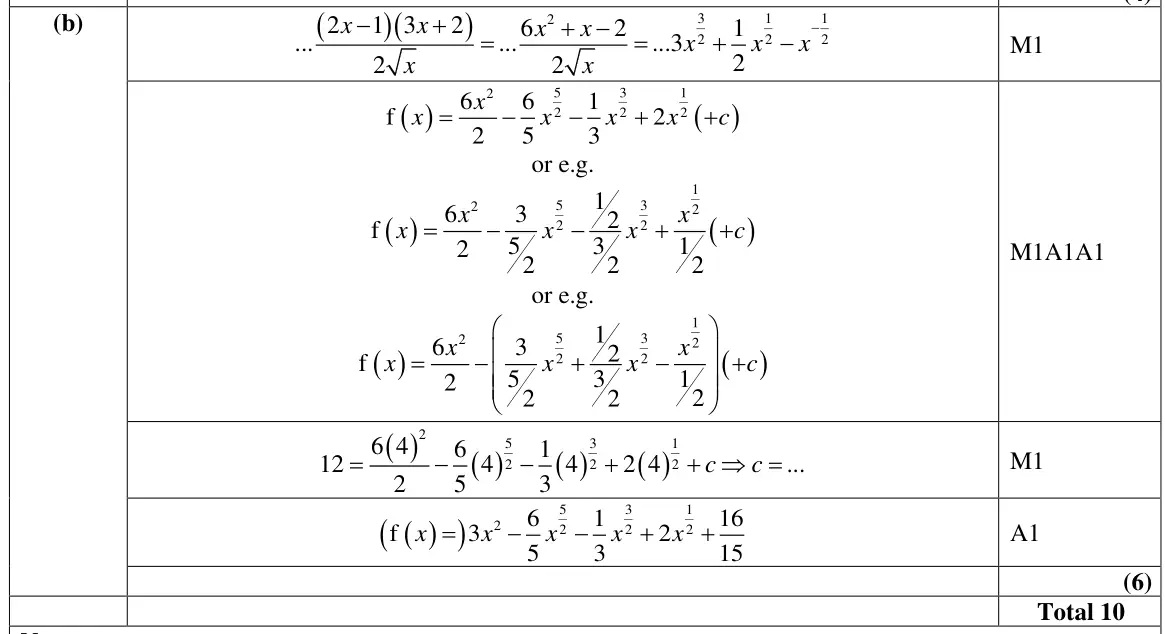 (b)
...(2x − 1)(3x + 2)/2√x = ...(6x² + x − 2)/2√x = ...3x^(3/2) + 1/2 x^(1/2) − x^(−1/2)
M1
f(x) = 6x²/2 − 6/5 x^(5/2) − 1/3 x^(3/2) + 2x^(1/2) (+c)
or e.g.
f(x) = 6x²/2 − 3/(5/2) x^(5/2) − (1/2)/(3/2) x^(3/2) + x^(1/2)/(1/2) (+c)
or e.g.
f(x) = 6x²/2 − (3/(5/2) x^(5/2) + (1/2)/(3/2) x^(3/2) − x^(1/2)/(1/2)) (+c)
M1A1A1
12 = 6(4)²/2 − 6/5 (4)^(5/2) − 1/3 (4)^(3/2) + 2(4)^(1/2) + c ⇒ c = ...
M1
(f(x) =) 3x² − 6/5 x^(5/2) − 1/3 x^(3/2) + 2x^(1/2) + 16/15
A1
(6)
Total 10